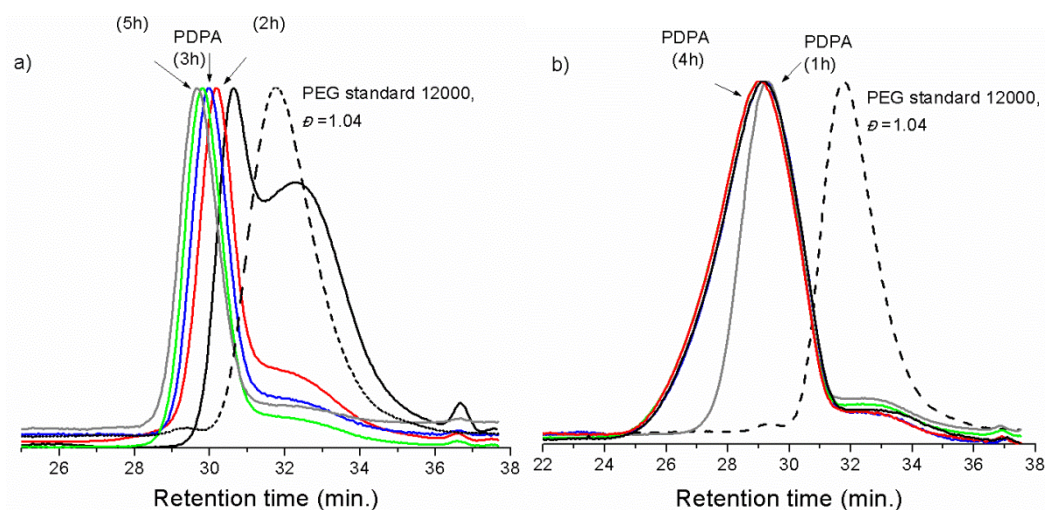 a)
(5h)
(2h)
PDPA
(3h)
PEG standard 12000,
Đ=1.04
26 28 30 32 34 36 38
Retention time (min.)
b)
PDPA
(4h)
PDPA
(1h)
PEG standard 12000,
Đ=1.04
22 24 26 28 30 32 34 36 38
Retention time (min.)